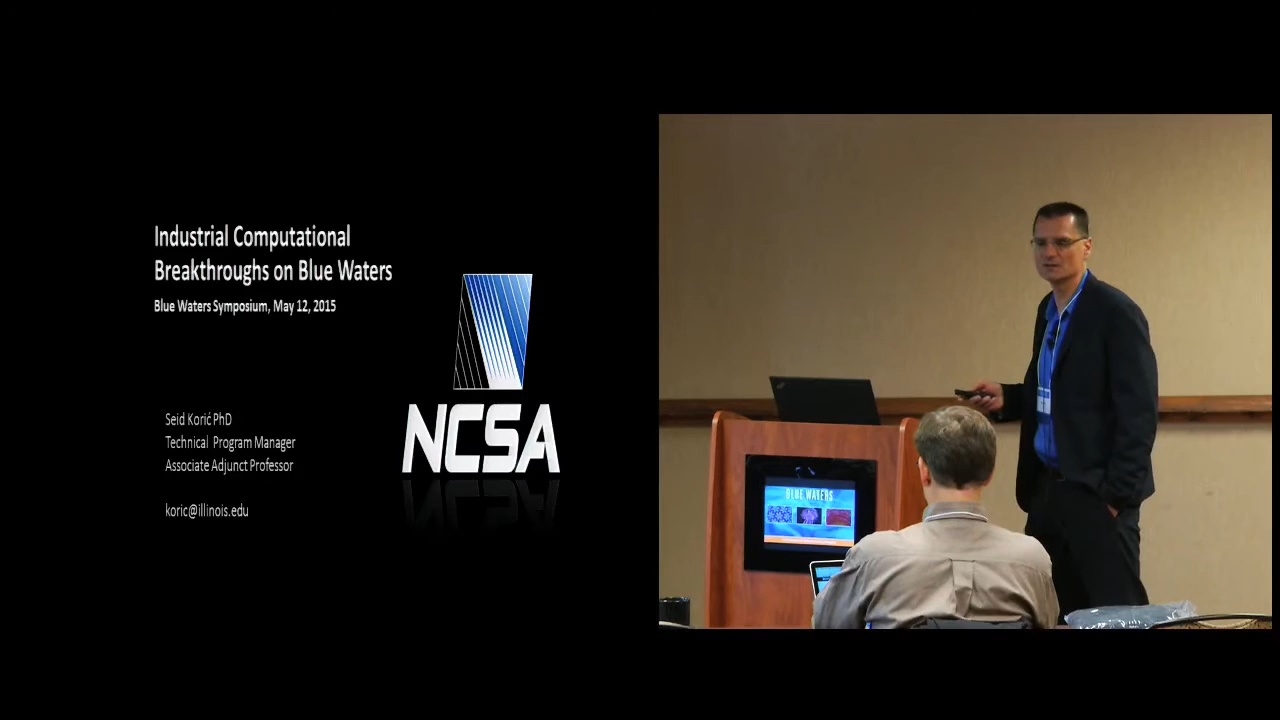 Industrial Computational
Breakthroughs on Blue Waters
Blue Waters Symposium, May 12, 2015
Seid Korić PhD
Technical Program Manager
Associate Adjunct Professor
koric@illinois.edu
NCSA
BLUE WATERS